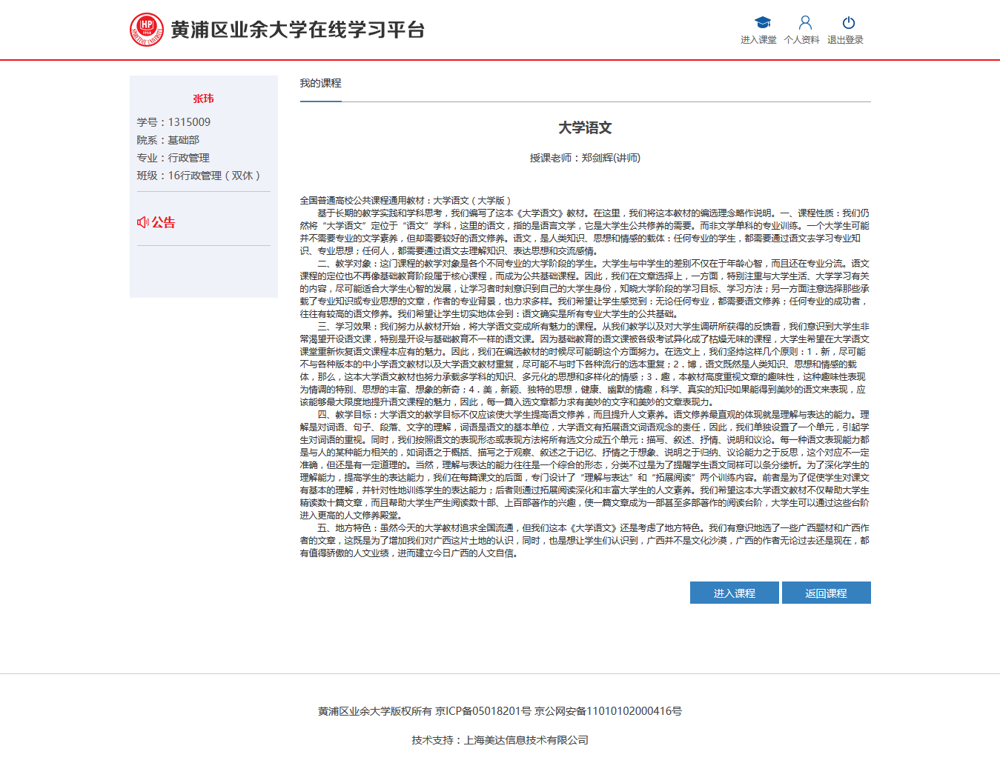 黄浦区业余大学在线学习平台
进入课堂 个人资料 退出登录
张玮
学号：1315009
院系：基础部
专业：行政管理
班级：16行政管理（双休）
公告
我的课程
大学语文
授课老师：郑剑辉(讲师)
全国普通高校公共课程通用教材：大学语文（大学版）
基于长期的教学实践和学科思考，我们编写了这本《大学语文》教材。在这里，我们将这本教材的编选理念略作说明。一、课程性质：我们仍
然将“大学语文”定位于“语文”学科，这里的语文，指的是语言文学，它是大学生公共修养的需要。而非文学单科的专业训练。一个大学生可能
并不需要专业的文学素养，但却需要较好的语文修养。语文，是人类知识、思想和情感的载体：任何专业的学生，都需要通过语文去学习专业知
识、专业思想；任何人，都需要通过语文去理解知识、表达思想和交流感情。
二、教学对象：这门课程的教学对象是各个不同专业的大学阶段的学生。大学生与中学生的差别不仅在于年龄心智，而且还在专业分流。语文
课程的定位也不再像基础教育阶段属于核心课程，而成为公共基础课程。因此，我们在文章选择上，一方面，特别注重与大学生活、大学学习有关
的内容，尽可能适合大学生心智的发展，让学习者时刻意识到自己的大学生身份，知晓大学阶段的学习目标、学习方法；另一方面注意选择那些承
载了专业知识或专业思想的文章，作者的专业背景，也力求多样。我们希望让学生感觉到：无论任何专业，都需要语文修养；任何专业的成功者，
往往有较高的语文修养。我们希望让学生切实地体会到：语文确实是所有专业大学生的公共基础。
三、学习效果：我们努力从教材开始，将大学语文变成所有魅力的课程。从我们教学以及对大学生调研所获得的反馈看，我们意识到大学生非
常渴望开设语文课，特别是开设与基础教育不一样的语文课。因为基础教育的语文课被各级考试异化成了枯燥无味的课程，大学生希望在大学语文
课堂重新恢复语文课程本应有的魅力。因此，我们在编选教材的时候尽可能朝这个方面努力。在选文上，我们坚持这样几个原则：1．新，尽可能
不与各种版本的中小学语文教材以及大学语文教材重复，尽可能不与时下各种流行的选本重复；2．博，语文既然是人类知识、思想和情感的载
体，那么，这本大学语文教材也努力承载多学科的知识、多元化的思想和多样化的情感；3．趣，本教材高度重视文章的趣味性，这种趣味性表现
为情调的特别、思想的丰富、想象的新奇；4．美，新颖、独特的思想，健康、幽默的情趣，科学、真实的知识如果能得到美妙的语文来表现，应
该能够最大限度地提升语文课程的魅力，因此，每一篇入选文章都力求有美妙的文字和美妙的文章表现力。
四、教学目标：大学语文的教学目标不仅应该使大学生提高语文修养，而且提升人文素养。语文修养最直观的体现就是理解与表达的能力。理
解是对词语、句子、段落、文字的理解，词语是语文的基本单位，大学语文有拓展语文词语观念的责任，因此，我们单独设置了一个单元，引起学
生对词语的重视。同时，我们按照语文的表现形态或表现方法将所有选文分成五个单元：描写、叙述、抒情、说明和议论。每一种语文表现能力都
是与人的某种能力相关的，如词语之于概括、描写之于观察、叙述之于记忆、抒情之于想象、说明之于归纳、议论能力之于反思，这个对应不一定
准确，但还是有一定道理的。当然，理解与表达的能力往往是一个综合的形态，分类不过是为了提醒学生语文同样可以条分缕析。为了深化学生的
理解能力，提高学生的表达能力，我们在每篇课文的后面，专门设计了“理解与表达”和“拓展阅读”两个训练内容。前者是为了促使学生对课文
有基本的理解，并针对性地训练学生的表达能力；后者则通过拓展阅读深化和丰富大学生的人文素养。我们希望这本大学语文教材不仅帮助大学生
精读数十篇文章，而且帮助大学生产生阅读数十部、上百部著作的兴趣，使一篇文章成为一部甚至多部著作的阅读台阶，大学生可以通过这些台阶
进入更高的人文修养殿堂。
五、地方特色：虽然今天的大学教材追求全国流通，但我们这本《大学语文》还是考虑了地方特色。我们有意识地选了一些广西题材和广西作
者的文章，这既是为了增加我们对广西这片土地的认识，同时，也是想让学生们认识到，广西并不是文化沙漠，广西的作者无论过去还是现在，都
有值得骄傲的人文业绩，进而建立今日广西的人文自信。
进入课程 返回课程
黄浦区业余大学版权所有 京ICP备05018201号 京公网安备11010102000416号
技术支持：上海美达信息技术有限公司